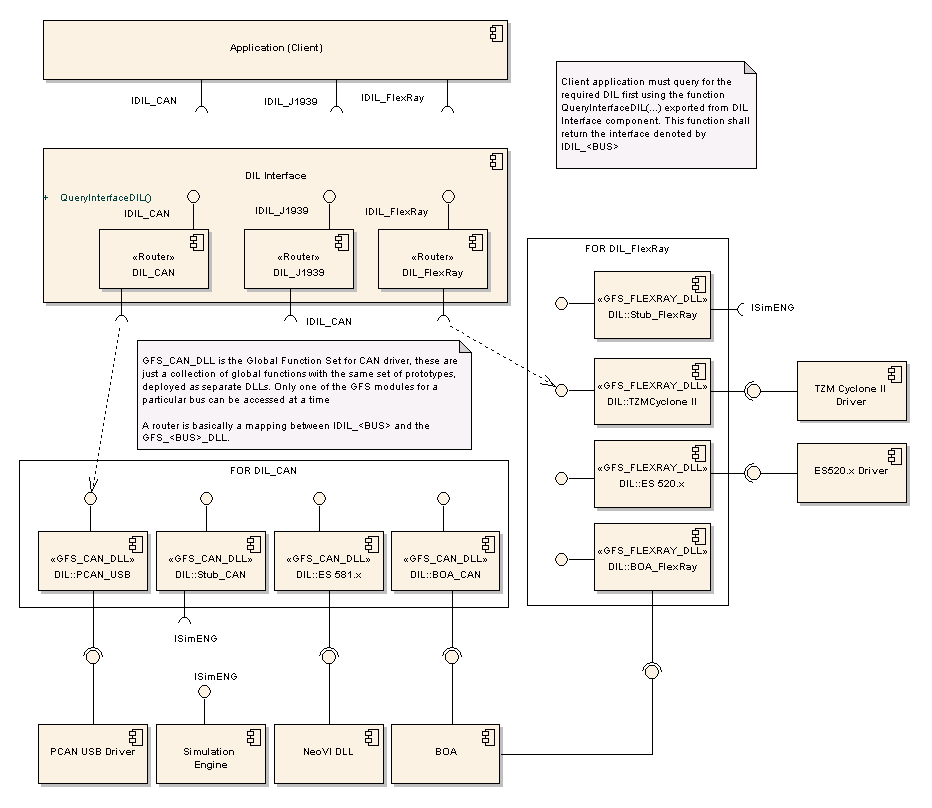 Application (Client)
IDIL_CAN
IDIL_J1939
IDIL_FlexRay
Client application must query for the
required DIL first using the function
QueryInterfaceDIL(...) exported from DIL
Interface component. This function shall
return the interface denoted by
IDIL_<BUS>
DIL Interface
+ QueryInterfaceDIL()
IDIL_CAN
IDIL_J1939
IDIL_FlexRay
«Router»
DIL_CAN
«Router»
DIL_J1939
«Router»
DIL_FlexRay
IDIL_CAN
FOR DIL_FlexRay
«GFS_FLEXRAY_DLL»
DIL::Stub_FlexRay
ISimENG
«GFS_FLEXRAY_DLL»
DIL::TZMCyclone II
TZM Cyclone II
Driver
«GFS_FLEXRAY_DLL»
DIL::ES 520.x
ES520.x Driver
«GFS_FLEXRAY_DLL»
DIL::BOA_FlexRay
GFS_CAN_DLL is the Global Function Set for CAN driver, these are
just a collection of global functions with the same set of prototypes,
deployed as separate DLLs. Only one of the GFS modules for a
particular bus can be accessed at a time
A router is basically a mapping between IDIL_<BUS> and the
GFS_<BUS>_DLL.
FOR DIL_CAN
«GFS_CAN_DLL»
DIL::PCAN_USB
«GFS_CAN_DLL»
DIL::Stub_CAN
«GFS_CAN_DLL»
DIL::ES 581.x
«GFS_CAN_DLL»
DIL::BOA_CAN
ISimENG
ISimENG
PCAN USB Driver
Simulation
Engine
NeoVI DLL
BOA